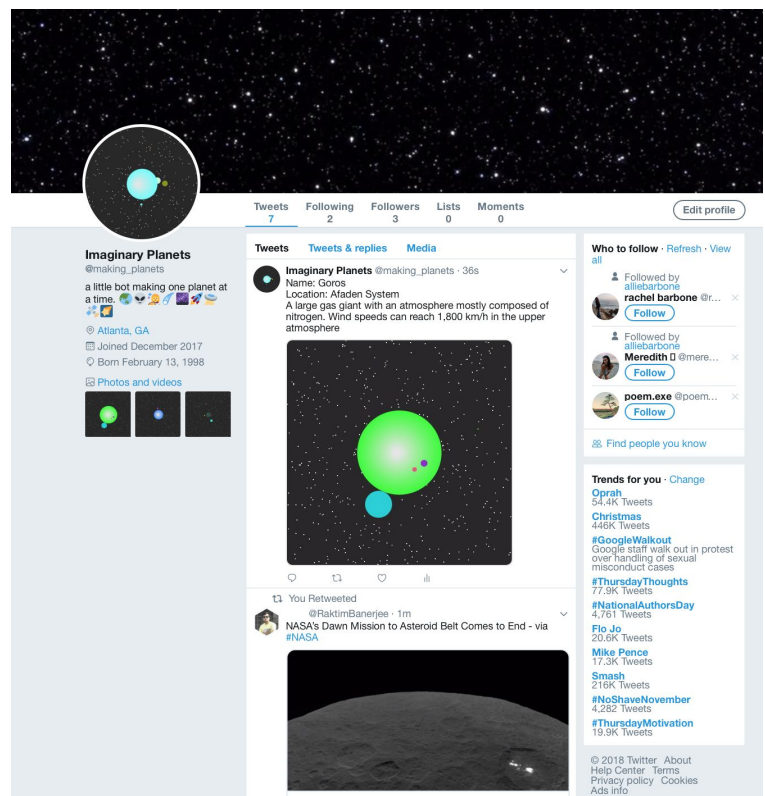 Tweets Following Followers Lists Moments
7 2 3 0 0
Edit profile
Imaginary Planets
@making_planets
a little bot making one planet at
a time.
Atlanta, GA
Joined December 2017
Born February 13, 1998
Photos and videos
Tweets Tweets & replies Media
Imaginary Planets @making_planets · 36s
Name: Goros
Location: Afaden System
A large gas giant with an atmosphere mostly composed of
nitrogen. Wind speeds can reach 1,800 km/h in the upper
atmosphere
You Retweeted
@RaktimBanerjee · 1m
NASA's Dawn Mission to Asteroid Belt Comes to End - via
#NASA
Who to follow · Refresh · View
all
Followed by
alliebarbone
rachel barbone @r...
Follow
Followed by
alliebarbone
Meredith @mere...
Follow
poem.exe @poem...
Follow
Find people you know
Trends for you · Change
Oprah
54.4K Tweets
Christmas
446K Tweets
#GoogleWalkout
Google staff walk out in protest
over handling of sexual
misconduct cases
#ThursdayThoughts
77.9K Tweets
#NationalAuthorsDay
4,761 Tweets
Flo Jo
20.6K Tweets
Mike Pence
17.3K Tweets
Smash
216K Tweets
#NoShaveNovember
4,282 Tweets
#ThursdayMotivation
19.9K Tweets
© 2018 Twitter About
Help Center Terms
Privacy policy Cookies
Ads info